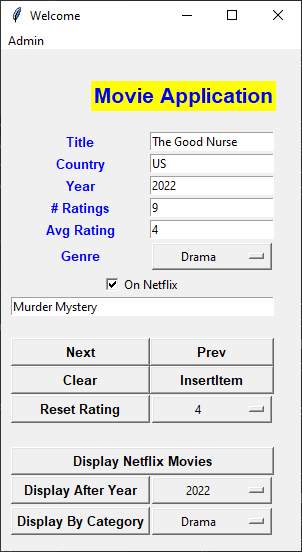 Welcome
Admin
Movie Application
Title The Good Nurse
Country US
Year 2022
# Ratings 9
Avg Rating 4
Genre Drama
On Netflix
Murder Mystery
Next Prev
Clear InsertItem
Reset Rating 4
Display Netflix Movies
Display After Year 2022
Display By Category Drama